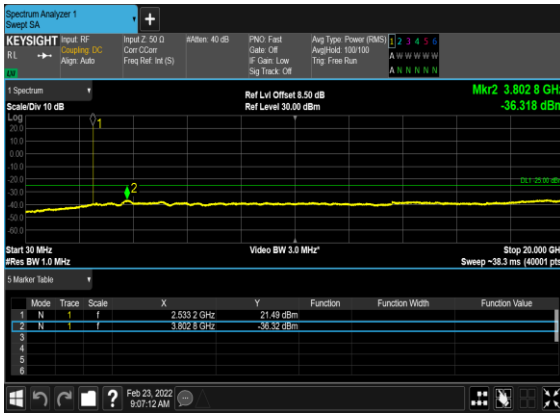 Spectrum Analyzer 1
Swept SA
+
KEYSIGHT
RL
Input: RF
Coupling: DC
Align: Auto
Input Z: 50 Ω
Corr CCorr
Freq Ref: Int (S)
#Atten: 40 dB
PNO: Fast
Gate: Off
IF Gain: Low
Sig Track: Off
Avg Type: Power (RMS)
Avg|Hold: 100/100
Trig: Free Run
1 2 3 4 5 6
A W W W W W
A N N N N N
1 Spectrum
Scale/Div 10 dB
Ref Lvl Offset 8.50 dB
Ref Level 30.00 dBm
Mkr2 3.802 8 GHz
-36.318 dBm
Log
20.0
10.0
0.00
-10.0
-20.0
-30.0
-40.0
-50.0
-60.0
1
2
DL1 -25.00 dBm
Start 30 MHz
#Res BW 1.0 MHz
Video BW 3.0 MHz*
Stop 20.000 GHz
Sweep ~38.3 ms (40001 pts)
5 Marker Table
Mode Trace Scale X Y Function Function Width Function Value
1 N 1 f 2.533 2 GHz 21.49 dBm
2 N 1 f 3.802 8 GHz -36.32 dBm
3
4
5
6
?
Feb 23, 2022
9:07:12 AM